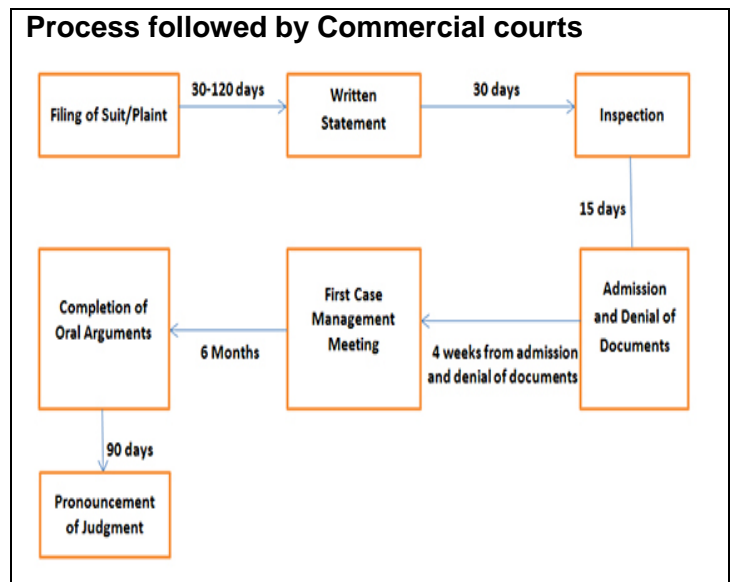 Process followed by Commercial courts
Filing of Suit/Plaint
30-120 days
Written
Statement
30 days
Inspection
15 days
Admission
and Denial of
Documents
4 weeks from admission
and denial of documents
First Case
Management
Meeting
6 Months
Completion of
Oral Arguments
90 days
Pronouncement
of Judgment